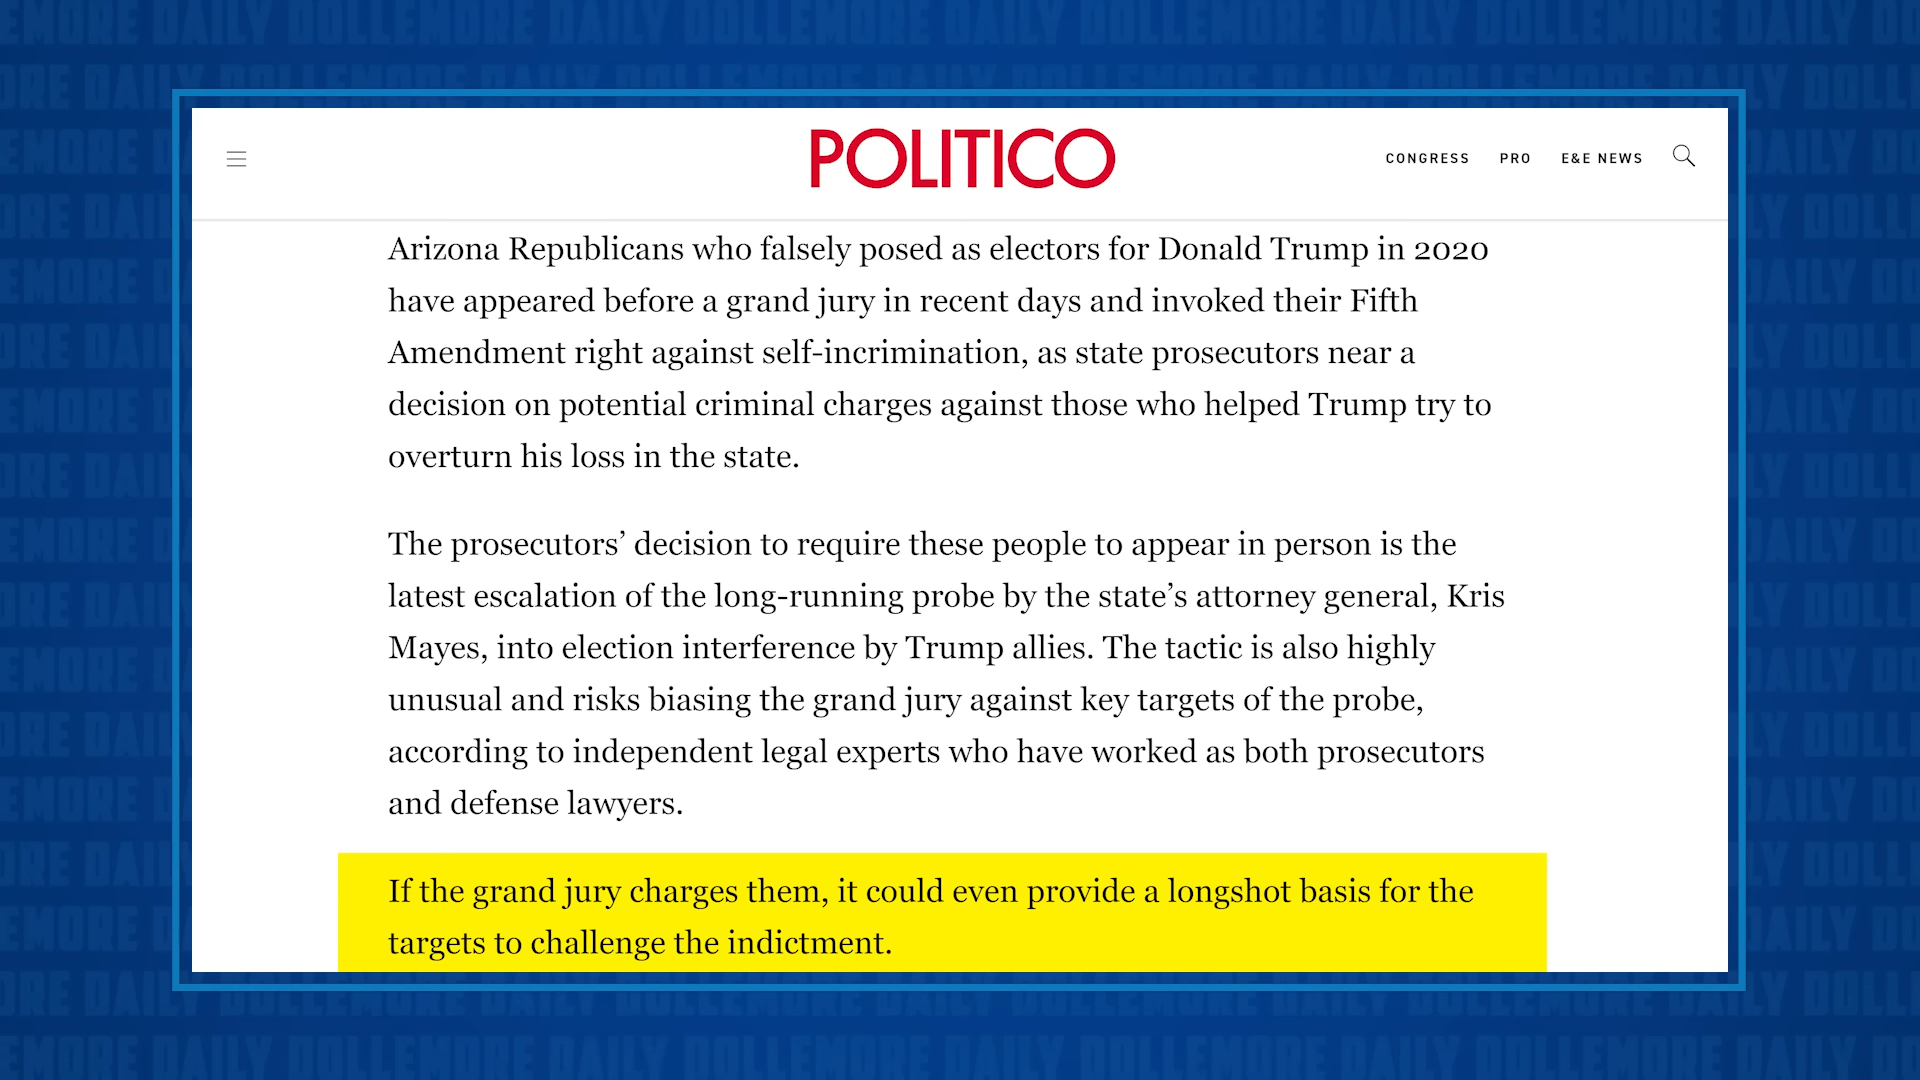 POLITICO
CONGRESS PRO E&E NEWS
Arizona Republicans who falsely posed as electors for Donald Trump in 2020
have appeared before a grand jury in recent days and invoked their Fifth
Amendment right against self-incrimination, as state prosecutors near a
decision on potential criminal charges against those who helped Trump try to
overturn his loss in the state.
The prosecutors’ decision to require these people to appear in person is the
latest escalation of the long-running probe by the state’s attorney general, Kris
Mayes, into election interference by Trump allies. The tactic is also highly
unusual and risks biasing the grand jury against key targets of the probe,
according to independent legal experts who have worked as both prosecutors
and defense lawyers.
If the grand jury charges them, it could even provide a longshot basis for the
targets to challenge the indictment.
DOLLEMORE DAILY